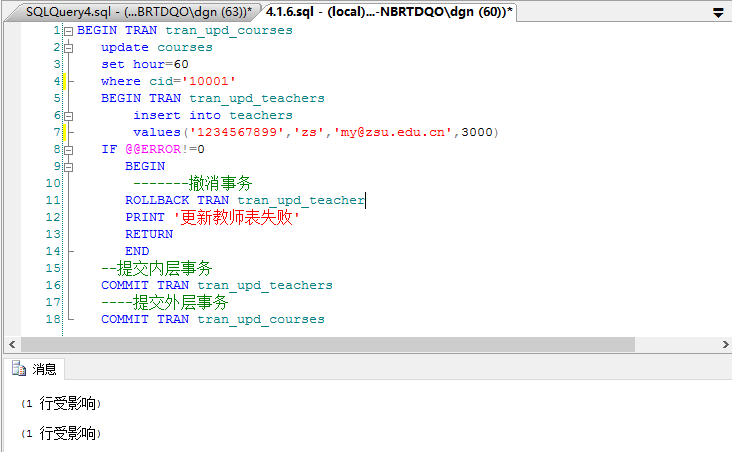 SQLQuery4.sql - (...BRTDQO\dgn (63))* 4.1.6.sql - (local)...-NBRTDQO\dgn (60))*
1 BEGIN TRAN tran_upd_courses
2 update courses
3 set hour=60
4 where cid='10001'
5 BEGIN TRAN tran_upd_teachers
6 insert into teachers
7 values('1234567899','zs','my@zsu.edu.cn',3000)
8 IF @@ERROR!=0
9 BEGIN
10 -------撤消事务
11 ROLLBACK TRAN tran_upd_teacher
12 PRINT '更新教师表失败'
13 RETURN
14 END
15 --提交内层事务
16 COMMIT TRAN tran_upd_teachers
17 ----提交外层事务
18 COMMIT TRAN tran_upd_courses
消息
(1 行受影响)
(1 行受影响)